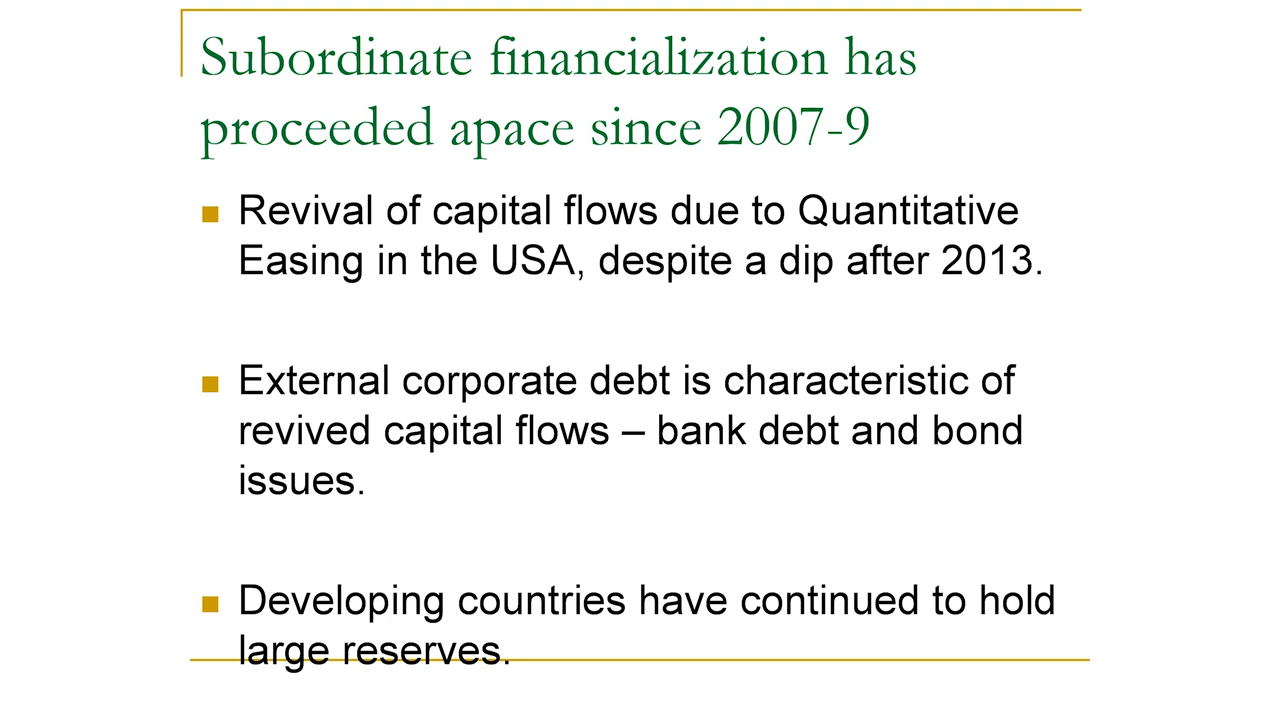 Subordinate financialization has
proceeded apace since 2007-9
Revival of capital flows due to Quantitative
Easing in the USA, despite a dip after 2013.
External corporate debt is characteristic of
revived capital flows – bank debt and bond
issues.
Developing countries have continued to hold
large reserves.